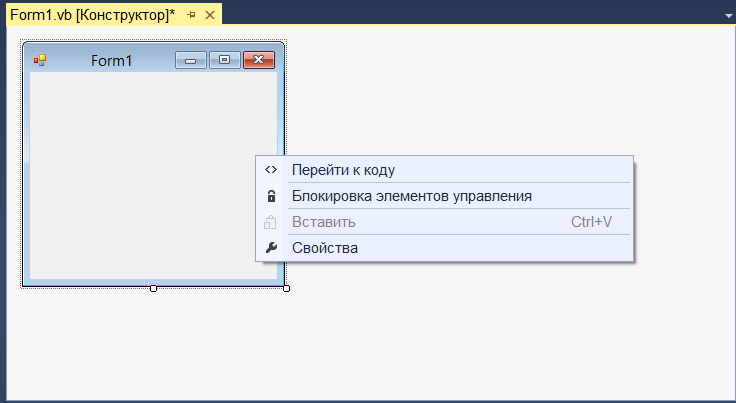 Form1.vb [Конструктор]*
Form1
Перейти к коду
Блокировка элементов управления
Вставить Ctrl+V
Свойства